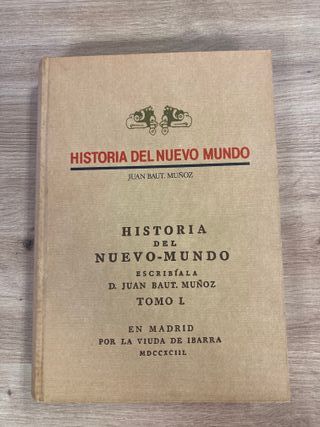 HISTORIA DEL NUEVO MUNDO
JUAN BAUT. MUÑOZ
HISTORIA
DEL
NUEVO-MUNDO
ESCRIBÍALA
D. JUAN BAUT. MUÑOZ
TOMO I.
EN MADRID
POR LA VIUDA DE IBARRA
MDCCXCIII.